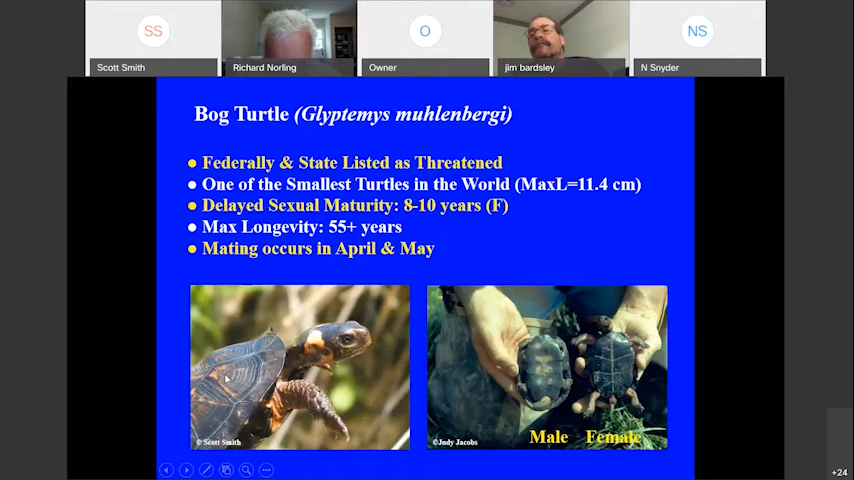 SS
O
NS
Scott Smith
Richard Norling
Owner
jim bardsley
N Snyder
Bog Turtle (Glyptemys muhlenbergi)
Federally & State Listed as Threatened
One of the Smallest Turtles in the World (MaxL=11.4 cm)
Delayed Sexual Maturity: 8-10 years (F)
Max Longevity: 55+ years
Mating occurs in April & May
© Scott Smith
©Judy Jacobs
Male Female
+24